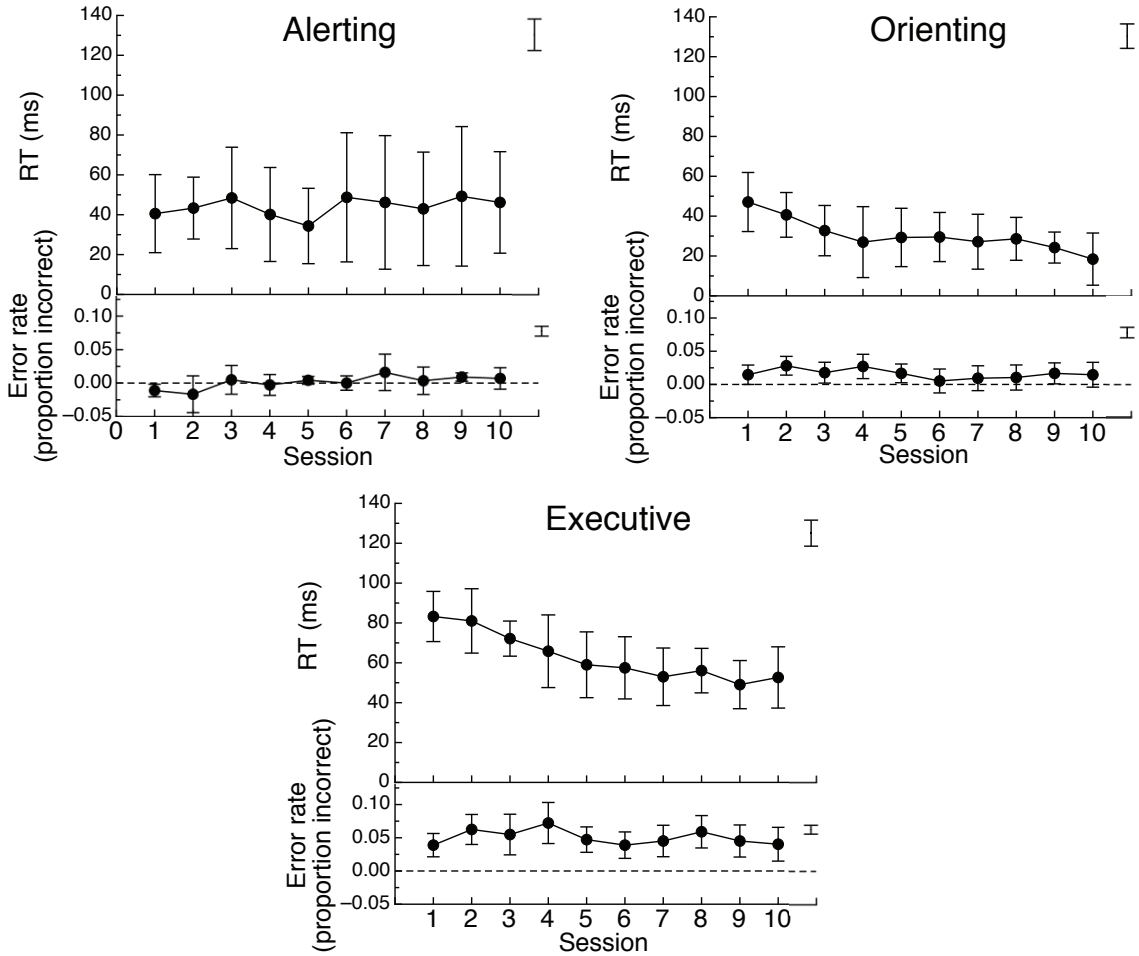 Alerting
RT (ms)
140
120
100
80
60
40
20
0
Error rate
(proportion incorrect)
0.10
0.05
0.00
−0.05
0 1 2 3 4 5 6 7 8 9 10
Session
Orienting
RT (ms)
140
120
100
80
60
40
20
0
Error rate
(proportion incorrect)
0.10
0.05
0.00
−0.05
1 2 3 4 5 6 7 8 9 10
Session
Executive
RT (ms)
140
120
100
80
60
40
20
0
Error rate
(proportion incorrect)
0.10
0.05
0.00
−0.05
1 2 3 4 5 6 7 8 9 10
Session